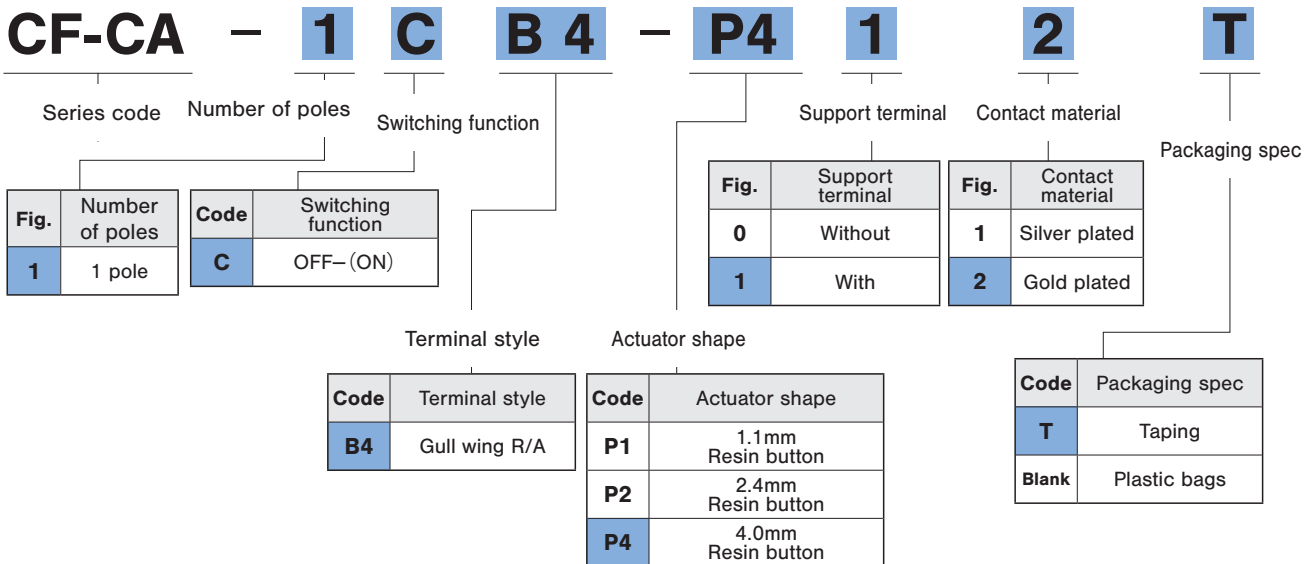 CF-CA – 1 C B 4 – P4 1 2 T
Series code
Number of poles
Switching function
Support terminal
Contact material
Packaging spec
Fig. Number of poles
1 1 pole
Code Switching function
C OFF–(ON)
Fig. Support terminal
0 Without
1 With
Fig. Contact material
1 Silver plated
2 Gold plated
Terminal style
Actuator shape
Code Terminal style
B4 Gull wing R/A
Code Actuator shape
P1 1.1mm Resin button
P2 2.4mm Resin button
P4 4.0mm Resin button
Code Packaging spec
T Taping
Blank Plastic bags